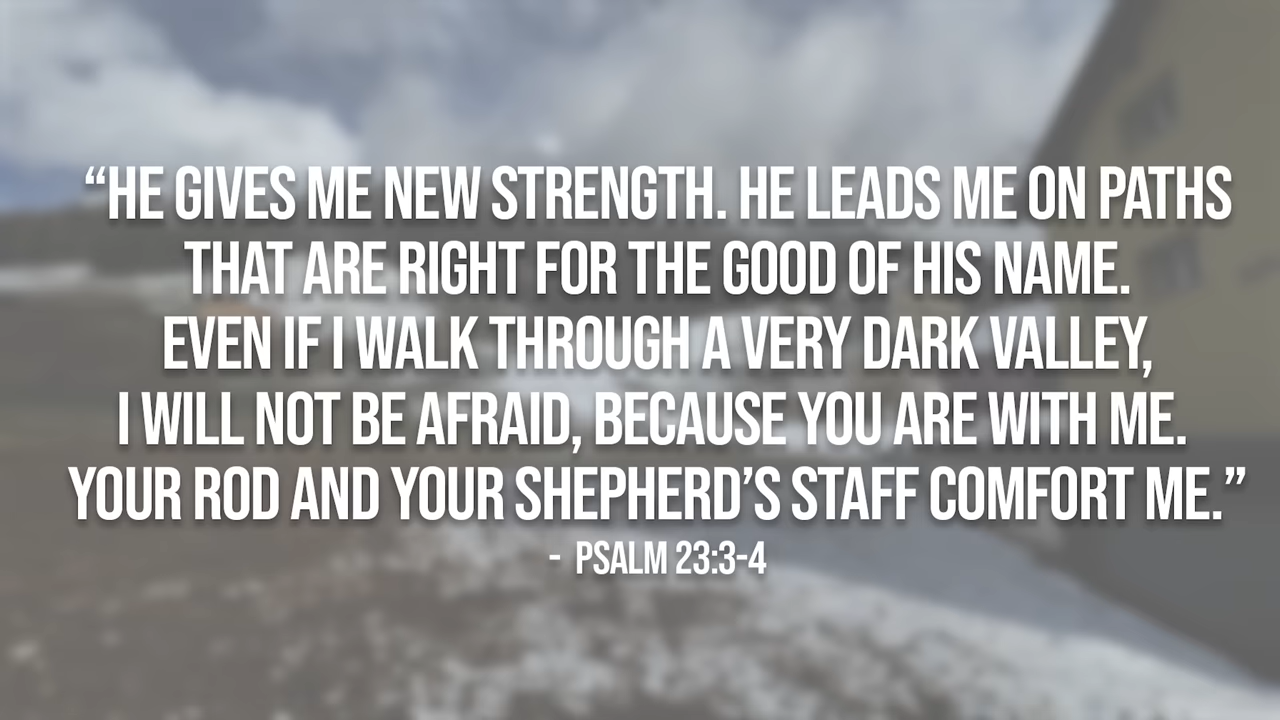 “HE GIVES ME NEW STRENGTH. HE LEADS ME ON PATHS
THAT ARE RIGHT FOR THE GOOD OF HIS NAME.
EVEN IF I WALK THROUGH A VERY DARK VALLEY,
I WILL NOT BE AFRAID, BECAUSE YOU ARE WITH ME.
YOUR ROD AND YOUR SHEPHERD’S STAFF COMFORT ME.”
- PSALM 23:3-4